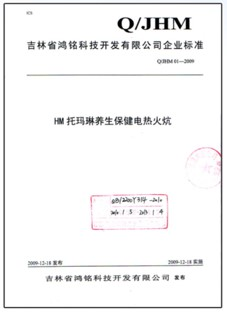 Q/JHM
吉林省鸿铭科技开发有限公司企业标准
Q/JHM 01—2009
HM托玛琳养生保健电热火炕
2009-12-18 发布
2009-12-18 实施
吉林省鸿铭科技开发有限公司发布